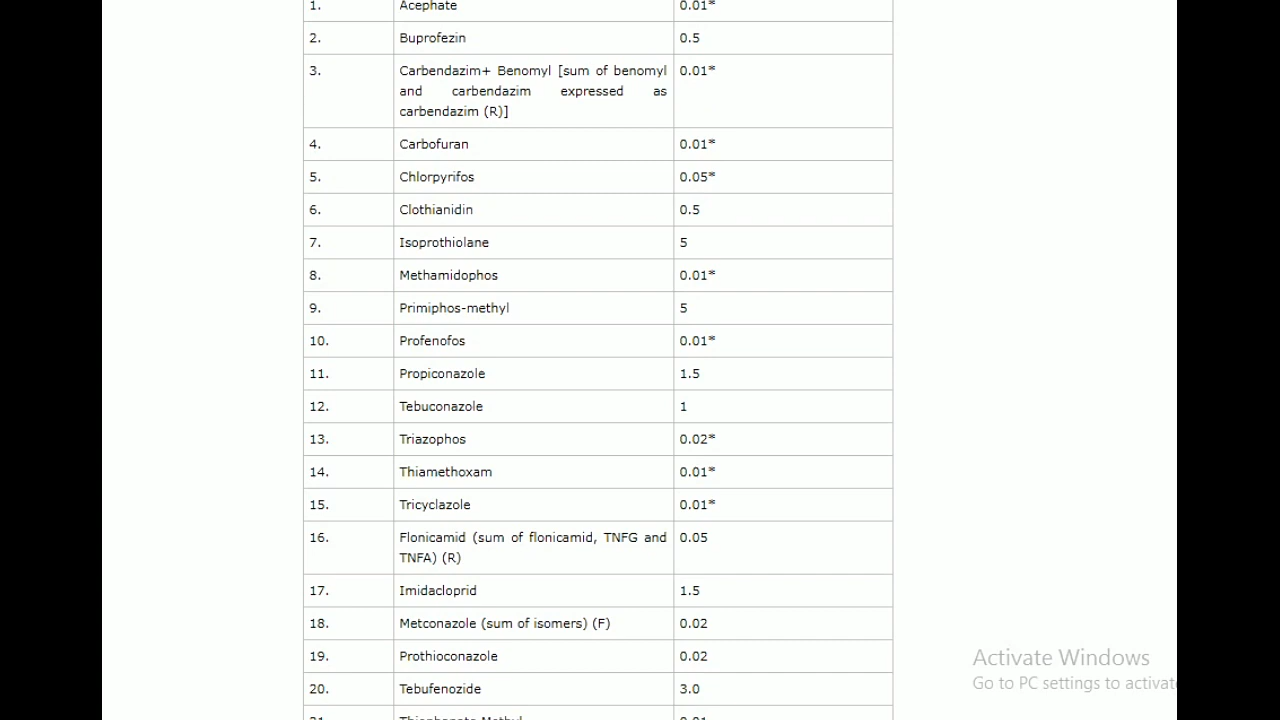 1. Acephate 0.01*
2. Buprofezin 0.5
3. Carbendazim+ Benomyl [sum of benomyl 0.01*
and carbendazim expressed as
carbendazim (R)]
4. Carbofuran 0.01*
5. Chlorpyrifos 0.05*
6. Clothianidin 0.5
7. Isoprothiolane 5
8. Methamidophos 0.01*
9. Primiphos-methyl 5
10. Profenofos 0.01*
11. Propiconazole 1.5
12. Tebuconazole 1
13. Triazophos 0.02*
14. Thiamethoxam 0.01*
15. Tricyclazole 0.01*
16. Flonicamid (sum of flonicamid, TNFG and 0.05
TNFA) (R)
17. Imidacloprid 1.5
18. Metconazole (sum of isomers) (F) 0.02
19. Prothioconazole 0.02
20. Tebufenozide 3.0
Activate Windows
Go to PC settings to activate